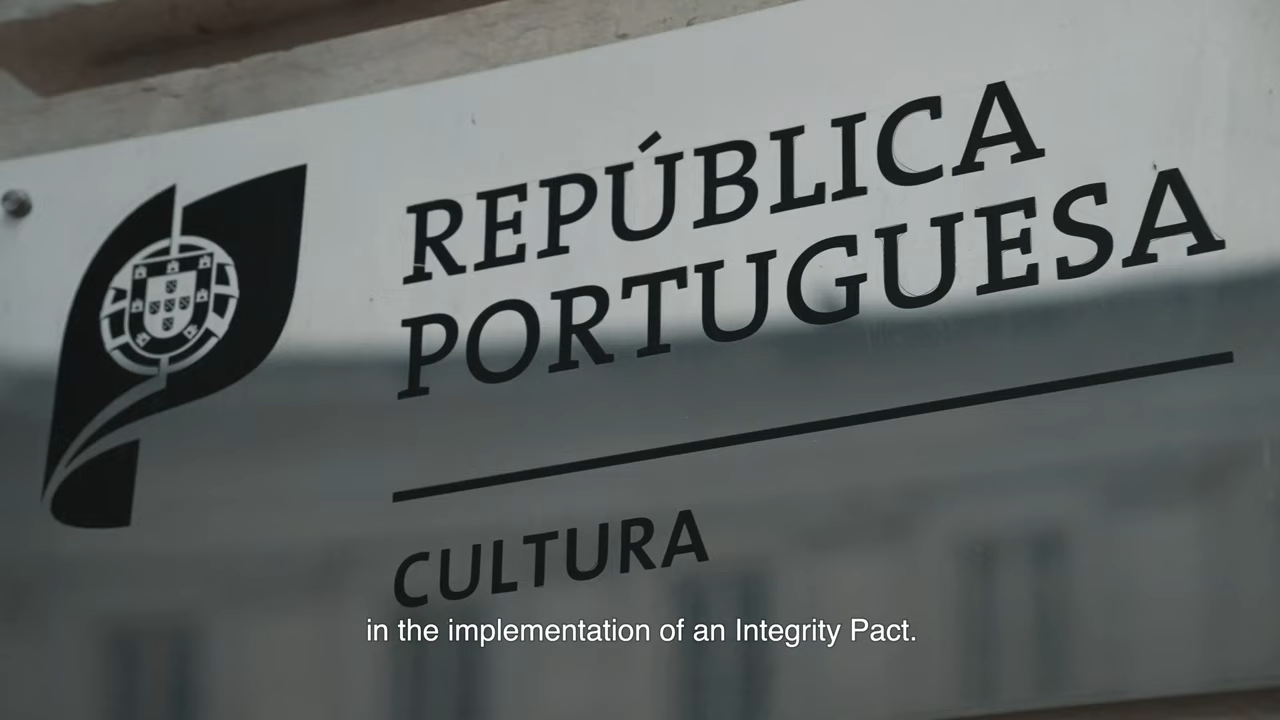 REPÚBLICA
PORTUGUESA
CULTURA
in the implementation of an Integrity Pact.